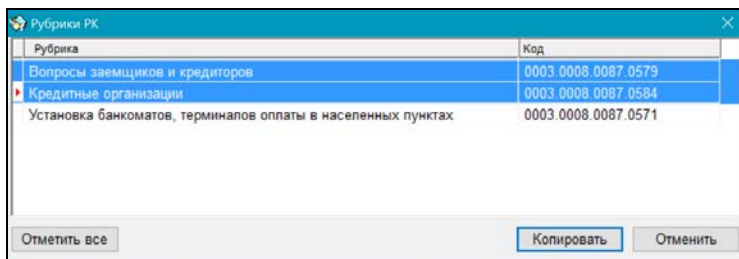 Рубрики РК
Рубрика Код
Вопросы заемщиков и кредиторов 0003.0008.0087.0579
Кредитные организации 0003.0008.0087.0584
Установка банкоматов, терминалов оплаты в населенных пунктах 0003.0008.0087.0571
Отметить все Копировать Отменить